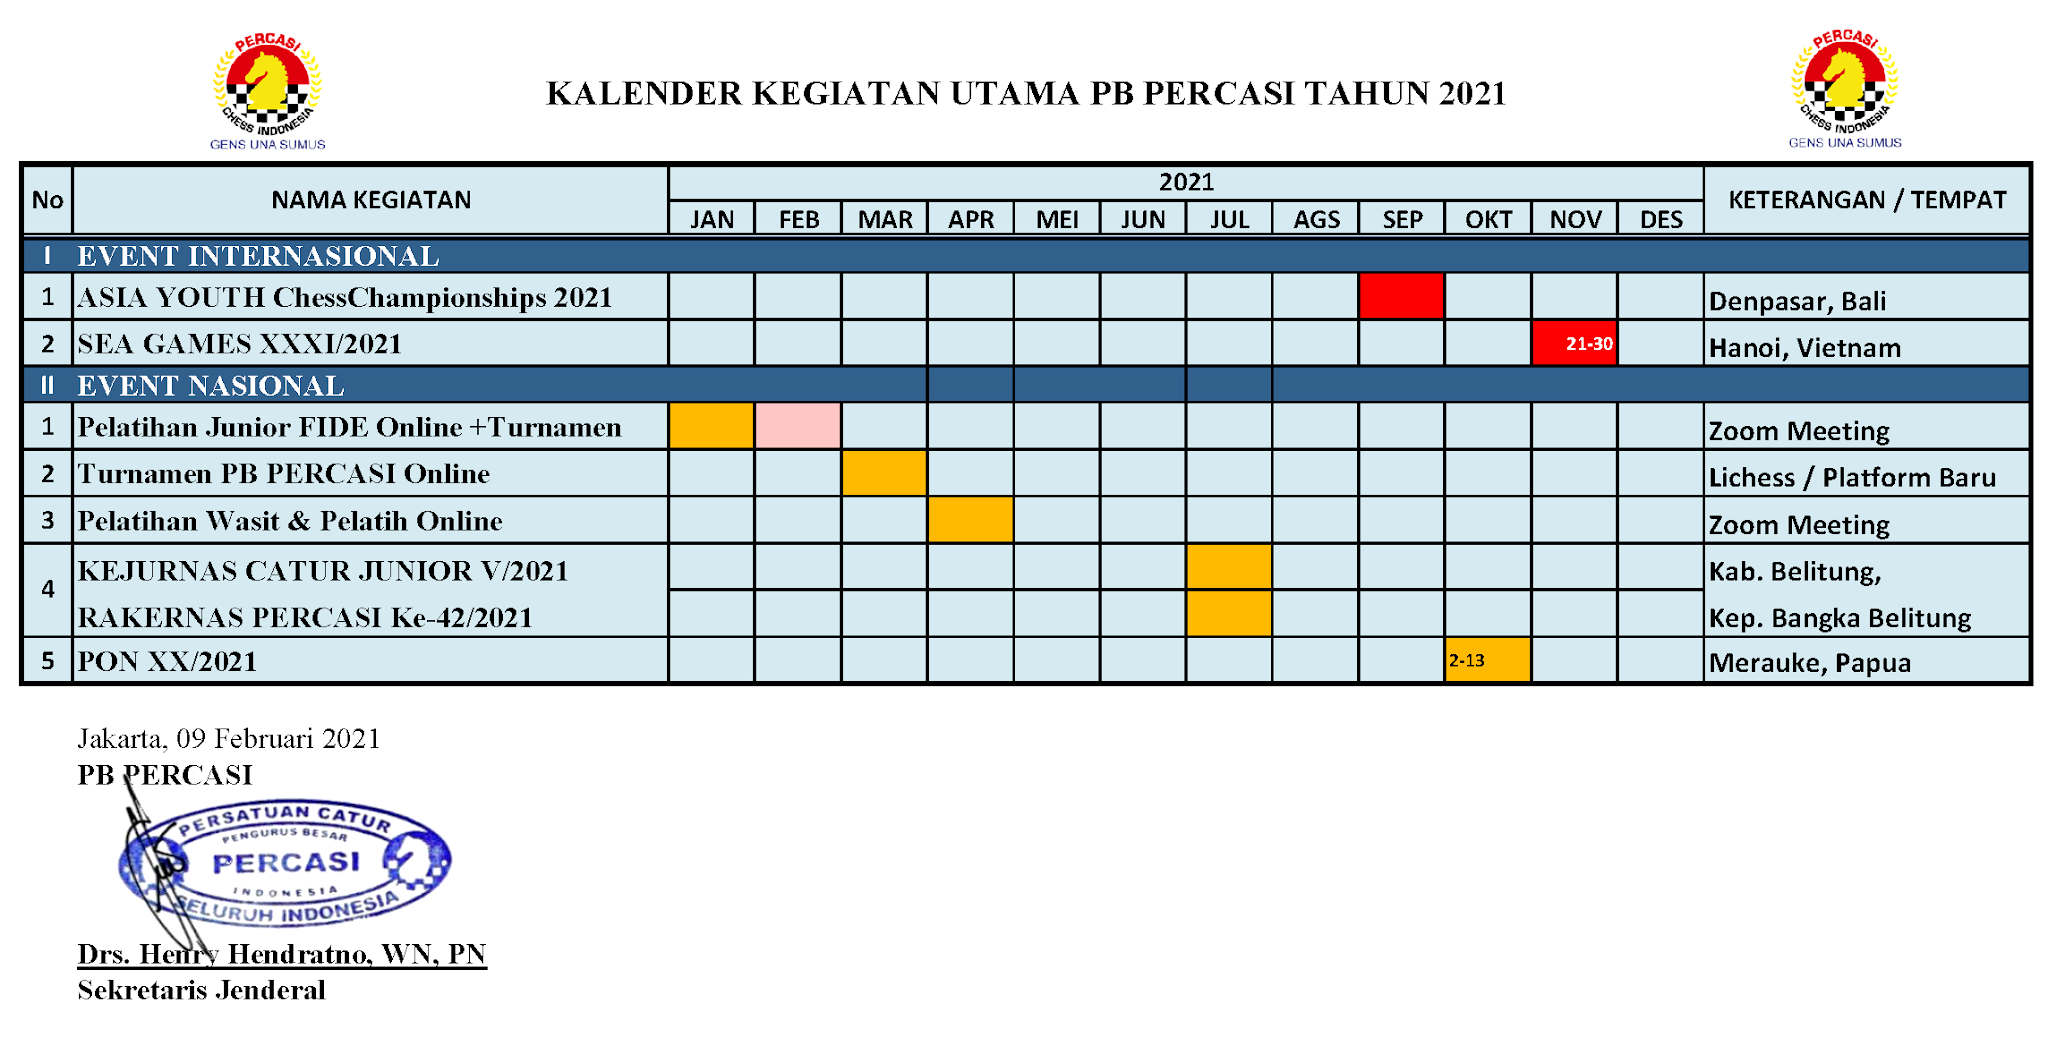 PERCASI
CHESS INDONESIA
GENS UNA SUMUS
KALENDER KEGIATAN UTAMA PB PERCASI TAHUN 2021
PERCASI
CHESS INDONESIA
GENS UNA SUMUS
No NAMA KEGIATAN 2021 KETERANGAN / TEMPAT
JAN FEB MAR APR MEI JUN JUL AGS SEP OKT NOV DES
I EVENT INTERNASIONAL
1 ASIA YOUTH ChessChampionships 2021 Denpasar, Bali
2 SEA GAMES XXXI/2021 21-30 Hanoi, Vietnam
II EVENT NASIONAL
1 Pelatihan Junior FIDE Online +Turnamen Zoom Meeting
2 Turnamen PB PERCASI Online Lichess / Platform Baru
3 Pelatihan Wasit & Pelatih Online Zoom Meeting
4 KEJURNAS CATUR JUNIOR V/2021 Kab. Belitung,
RAKERNAS PERCASI Ke-42/2021 Kep. Bangka Belitung
5 PON XX/2021 2-13 Merauke, Papua
Jakarta, 09 Februari 2021
PB PERCASI
PERSATUAN CATUR
PENGURUS BESAR
PERCASI
INDONESIA
SELURUH INDONESIA
Drs. Henry Hendratno, WN, PN
Sekretaris Jenderal